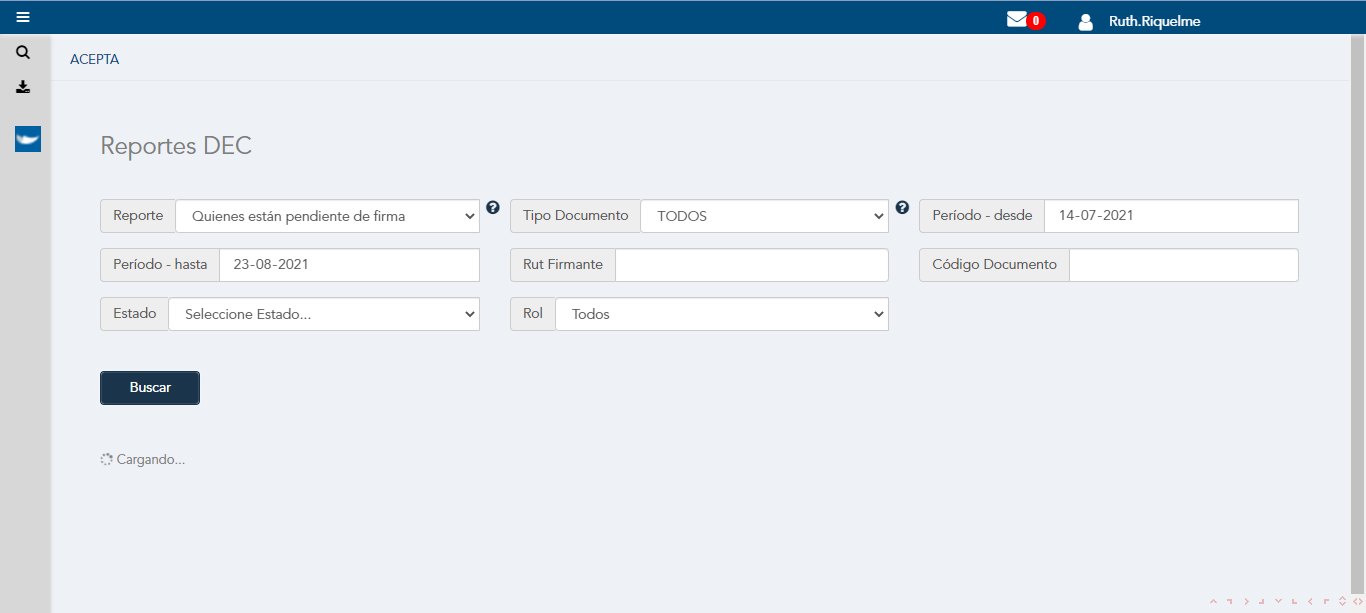 0 Ruth.Riquelme
ACEPTA
Reportes DEC
Reporte Quienes están pendiente de firma Tipo Documento TODOS Período - desde 14-07-2021
Período - hasta 23-08-2021 Rut Firmante Código Documento
Estado Seleccione Estado... Rol Todos
Buscar
Cargando...